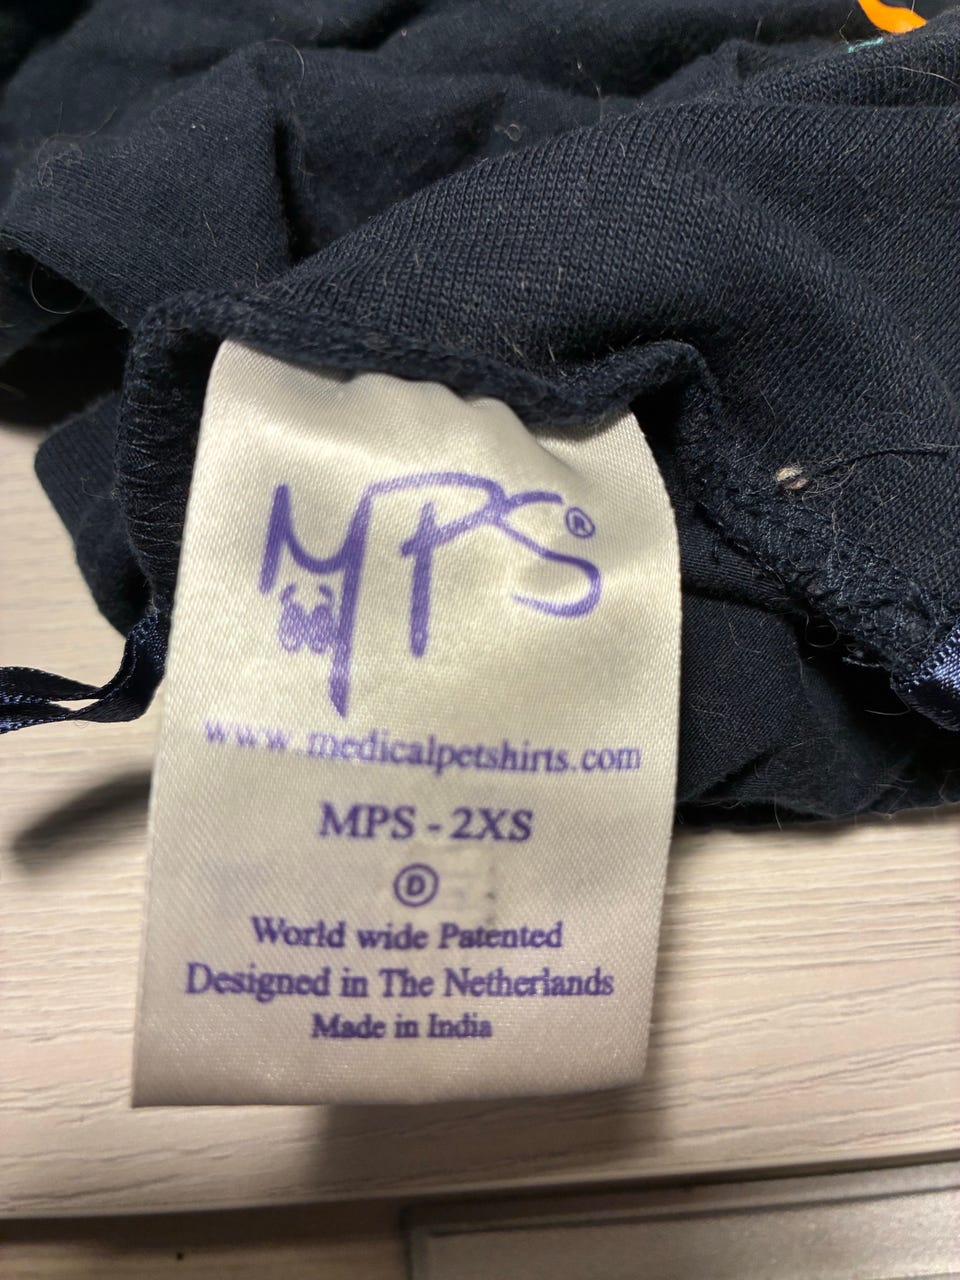 MPS®
www.medicalpetshirts.com
MPS - 2XS
D
World wide Patented
Designed in The Netherlands
Made in India